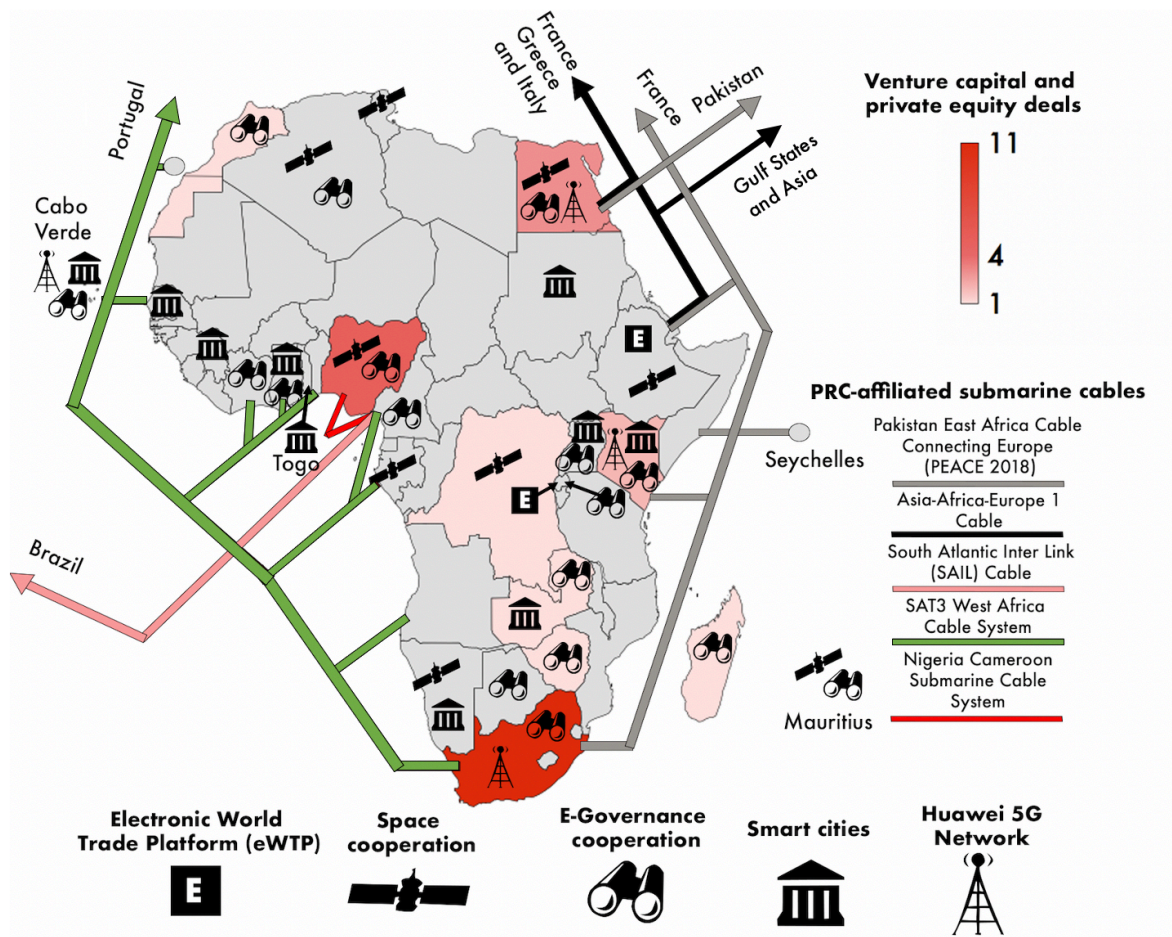 France
Greece
and Italy
France
Pakistan
Gulf States
and Asia
Portugal
Cabo
Verde
Togo
Brazil
Seychelles
Mauritius
E
E
Venture capital and
private equity deals
11
4
1
PRC-affiliated submarine cables
Pakistan East Africa Cable
Connecting Europe
(PEACE 2018)
Asia-Africa-Europe 1
Cable
South Atlantic Inter Link
(SAIL) Cable
SAT3 West Africa
Cable System
Nigeria Cameroon
Submarine Cable
System
Electronic World
Trade Platform (eWTP)
E
Space
cooperation
E-Governance
cooperation
Smart cities
Huawei 5G
Network